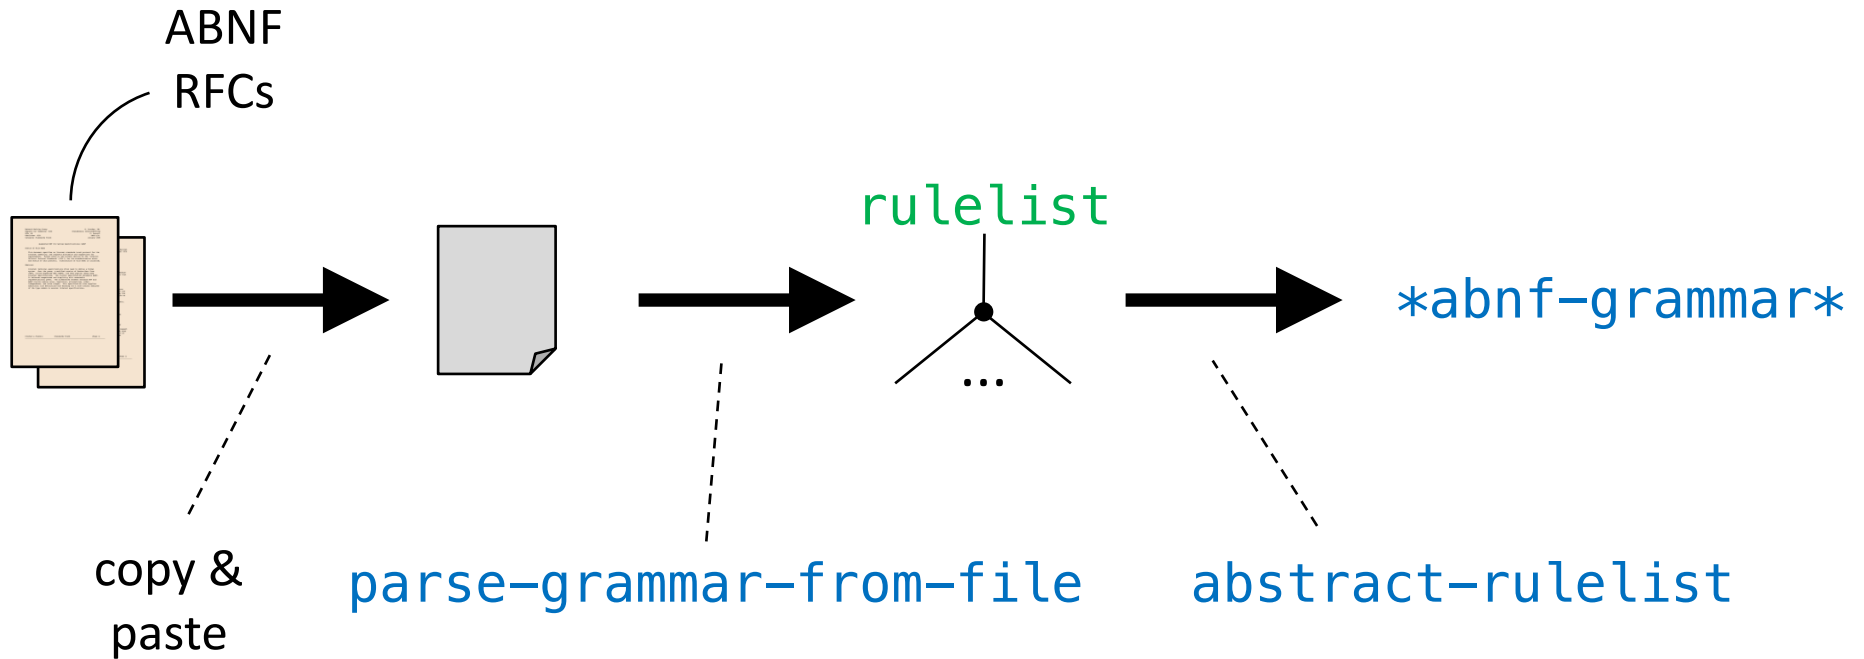 ABNF
RFCs
rulelist
*abnf-grammar*
...
copy &
paste
parse-grammar-from-file
abstract-rulelist